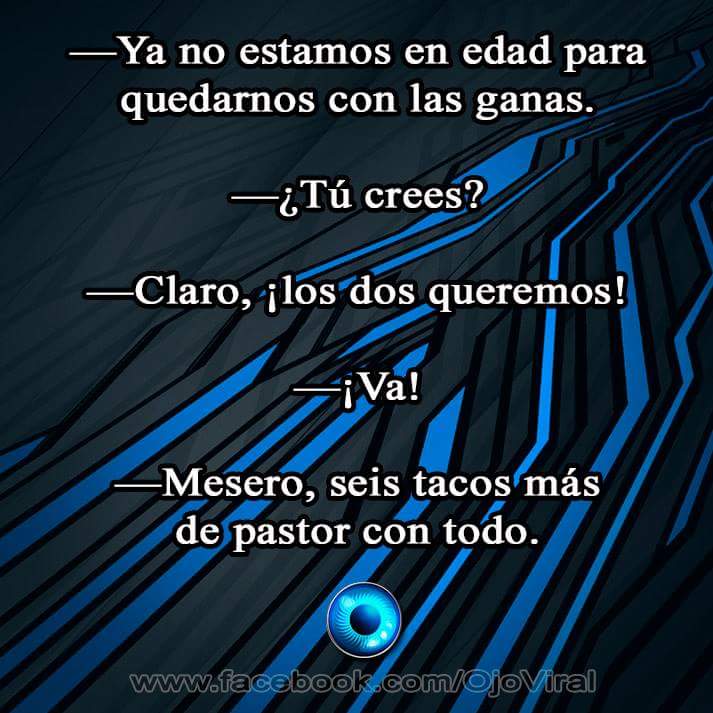 —Ya no estamos en edad para
quedarnos con las ganas.
—¿Tú crees?
—Claro, ¡los dos queremos!
—¡Va!
—Mesero, seis tacos más
de pastor con todo.
www.facebook.com/OjoViral